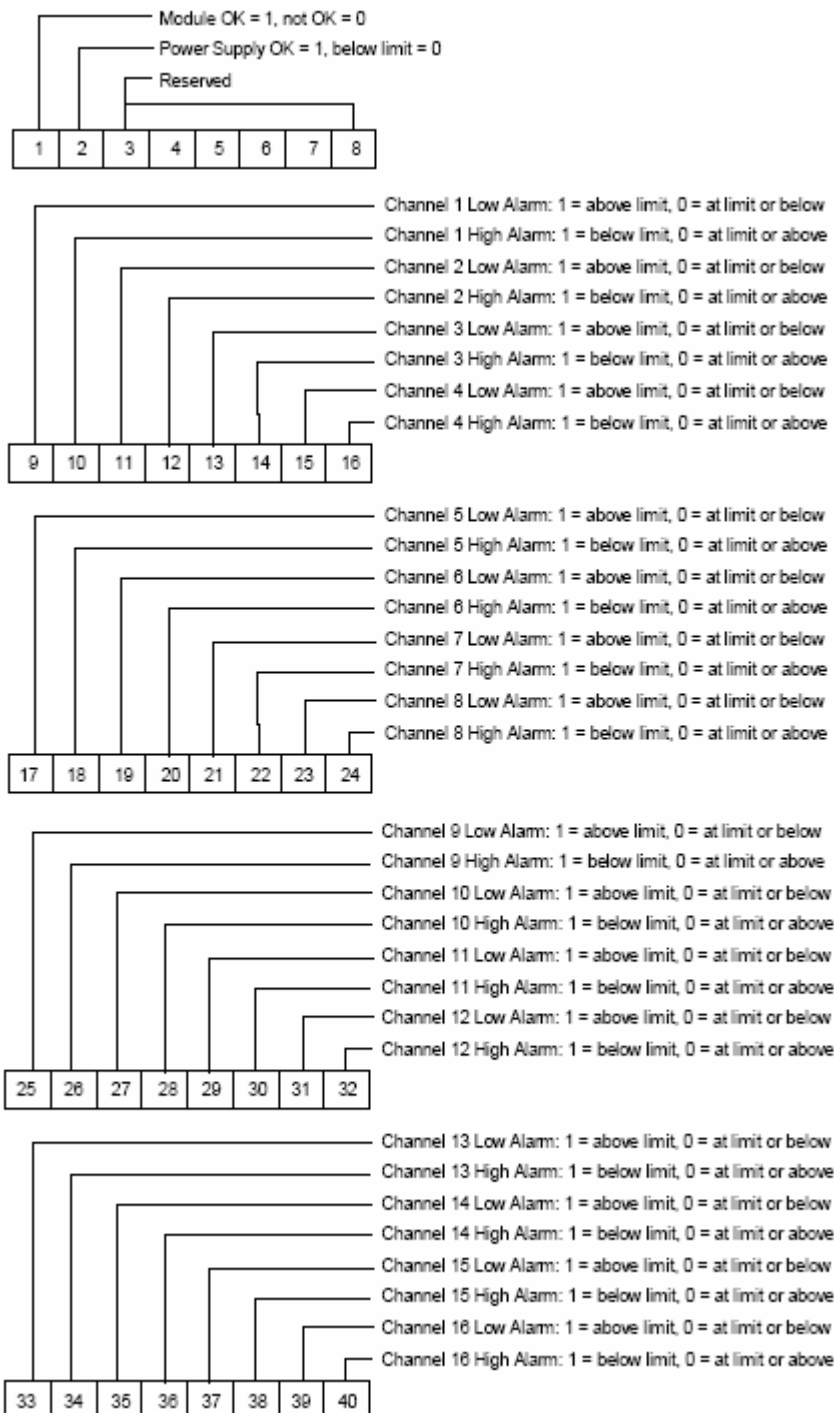 Module OK = 1, not OK = 0
Power Supply OK = 1, below limit = 0
Reserved
1 2 3 4 5 6 7 8
Channel 1 Low Alarm: 1 = above limit, 0 = at limit or below
Channel 1 High Alarm: 1 = below limit, 0 = at limit or above
Channel 2 Low Alarm: 1 = above limit, 0 = at limit or below
Channel 2 High Alarm: 1 = below limit, 0 = at limit or above
Channel 3 Low Alarm: 1 = above limit, 0 = at limit or below
Channel 3 High Alarm: 1 = below limit, 0 = at limit or above
Channel 4 Low Alarm: 1 = above limit, 0 = at limit or below
Channel 4 High Alarm: 1 = below limit, 0 = at limit or above
9 10 11 12 13 14 15 16
Channel 5 Low Alarm: 1 = above limit, 0 = at limit or below
Channel 5 High Alarm: 1 = below limit, 0 = at limit or above
Channel 6 Low Alarm: 1 = above limit, 0 = at limit or below
Channel 6 High Alarm: 1 = below limit, 0 = at limit or above
Channel 7 Low Alarm: 1 = above limit, 0 = at limit or below
Channel 7 High Alarm: 1 = below limit, 0 = at limit or above
Channel 8 Low Alarm: 1 = above limit, 0 = at limit or below
Channel 8 High Alarm: 1 = below limit, 0 = at limit or above
17 18 19 20 21 22 23 24
Channel 9 Low Alarm: 1 = above limit, 0 = at limit or below
Channel 9 High Alarm: 1 = below limit, 0 = at limit or above
Channel 10 Low Alarm: 1 = above limit, 0 = at limit or below
Channel 10 High Alarm: 1 = below limit, 0 = at limit or above
Channel 11 Low Alarm: 1 = above limit, 0 = at limit or below
Channel 11 High Alarm: 1 = below limit, 0 = at limit or above
Channel 12 Low Alarm: 1 = above limit, 0 = at limit or below
Channel 12 High Alarm: 1 = below limit, 0 = at limit or above
25 26 27 28 29 30 31 32
Channel 13 Low Alarm: 1 = above limit, 0 = at limit or below
Channel 13 High Alarm: 1 = below limit, 0 = at limit or above
Channel 14 Low Alarm: 1 = above limit, 0 = at limit or below
Channel 14 High Alarm: 1 = below limit, 0 = at limit or above
Channel 15 Low Alarm: 1 = above limit, 0 = at limit or below
Channel 15 High Alarm: 1 = below limit, 0 = at limit or above
Channel 16 Low Alarm: 1 = above limit, 0 = at limit or below
Channel 16 High Alarm: 1 = below limit, 0 = at limit or above
33 34 35 36 37 38 39 40